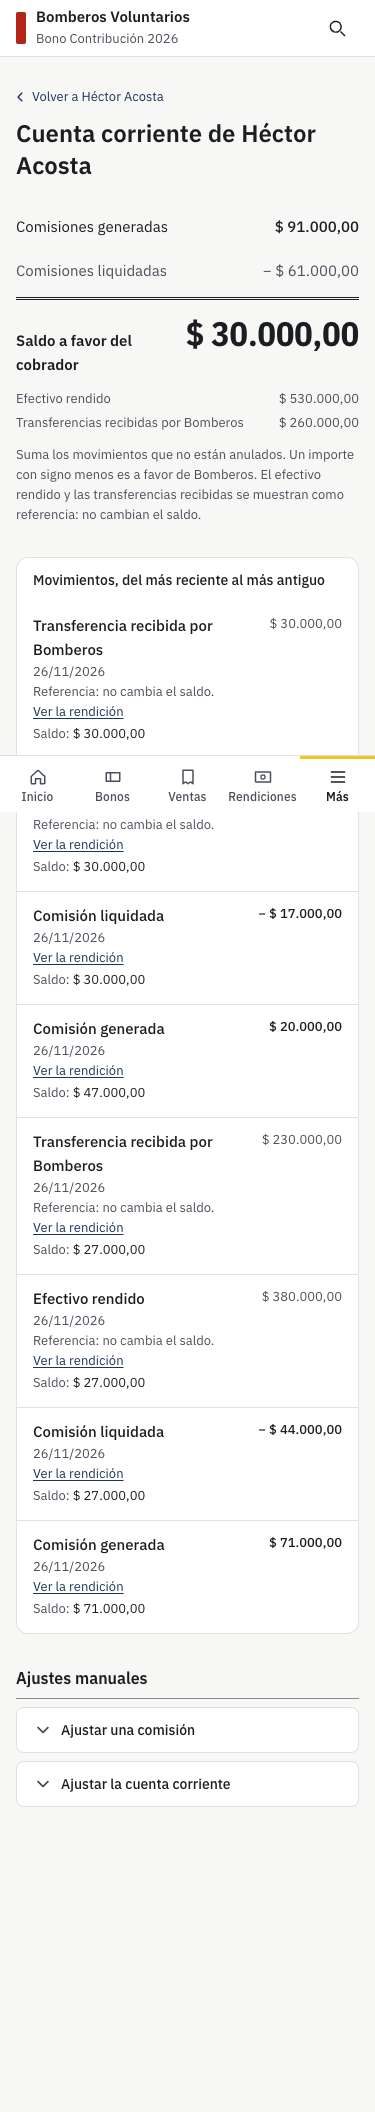 Bomberos Voluntarios
Bono Contribución 2026
Volver a Héctor Acosta
Cuenta corriente de Héctor
Acosta
Comisiones generadas $ 91.000,00
Comisiones liquidadas − $ 61.000,00
Saldo a favor del
cobrador $ 30.000,00
Efectivo rendido $ 530.000,00
Transferencias recibidas por Bomberos $ 260.000,00
Suma los movimientos que no están anulados. Un importe
con signo menos es a favor de Bomberos. El efectivo
rendido y las transferencias recibidas se muestran como
referencia: no cambian el saldo.
Movimientos, del más reciente al más antiguo
Transferencia recibida por $ 30.000,00
Bomberos
26/11/2026
Referencia: no cambia el saldo.
Ver la rendición
Saldo: $ 30.000,00
Inicio Bonos Ventas Rendiciones Más
Referencia: no cambia el saldo.
Ver la rendición
Saldo: $ 30.000,00
Comisión liquidada − $ 17.000,00
26/11/2026
Ver la rendición
Saldo: $ 30.000,00
Comisión generada $ 20.000,00
26/11/2026
Ver la rendición
Saldo: $ 47.000,00
Transferencia recibida por $ 230.000,00
Bomberos
26/11/2026
Referencia: no cambia el saldo.
Ver la rendición
Saldo: $ 27.000,00
Efectivo rendido $ 380.000,00
26/11/2026
Referencia: no cambia el saldo.
Ver la rendición
Saldo: $ 27.000,00
Comisión liquidada − $ 44.000,00
26/11/2026
Ver la rendición
Saldo: $ 27.000,00
Comisión generada $ 71.000,00
26/11/2026
Ver la rendición
Saldo: $ 71.000,00
Ajustes manuales
Ajustar una comisión
Ajustar la cuenta corriente